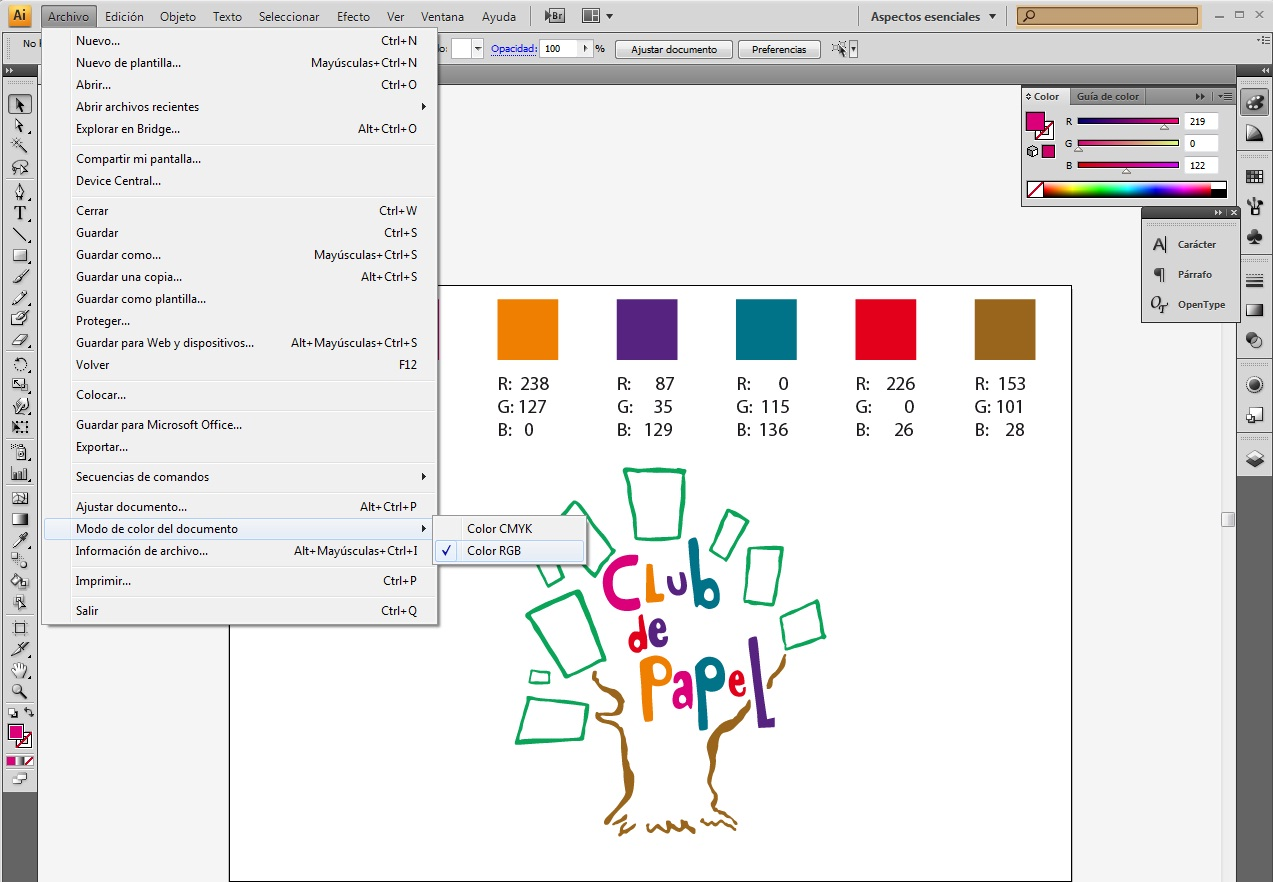 Ai Archivo Edición Objeto Texto Seleccionar Efecto Ver Ventana Ayuda Br Aspectos esenciales
Opacidad: 100 % Ajustar documento Preferencias
Nuevo... Ctrl+N
Nuevo de plantilla... Mayúsculas+Ctrl+N
Abrir... Ctrl+O
Abrir archivos recientes
Explorar en Bridge... Alt+Ctrl+O
Compartir mi pantalla...
Device Central...
Cerrar Ctrl+W
Guardar Ctrl+S
Guardar como... Mayúsculas+Ctrl+S
Guardar una copia... Alt+Ctrl+S
Guardar como plantilla...
Proteger...
Guardar para Web y dispositivos... Alt+Mayúsculas+Ctrl+S
Volver F12
Colocar...
Guardar para Microsoft Office...
Exportar...
Secuencias de comandos
Ajustar documento... Alt+Ctrl+P
Modo de color del documento
Información de archivo... Alt+Mayúsculas+Ctrl+I
Imprimir... Ctrl+P
Salir Ctrl+Q
Color CMYK
Color RGB
Color Guía de color
R 219
G 0
B 122
Carácter
Párrafo
OpenType
R: 238 R: 87 R: 0 R: 226 R: 153
G: 127 G: 35 G: 115 G: 0 G: 101
B: 0 B: 129 B: 136 B: 26 B: 28
Club
de
Papel